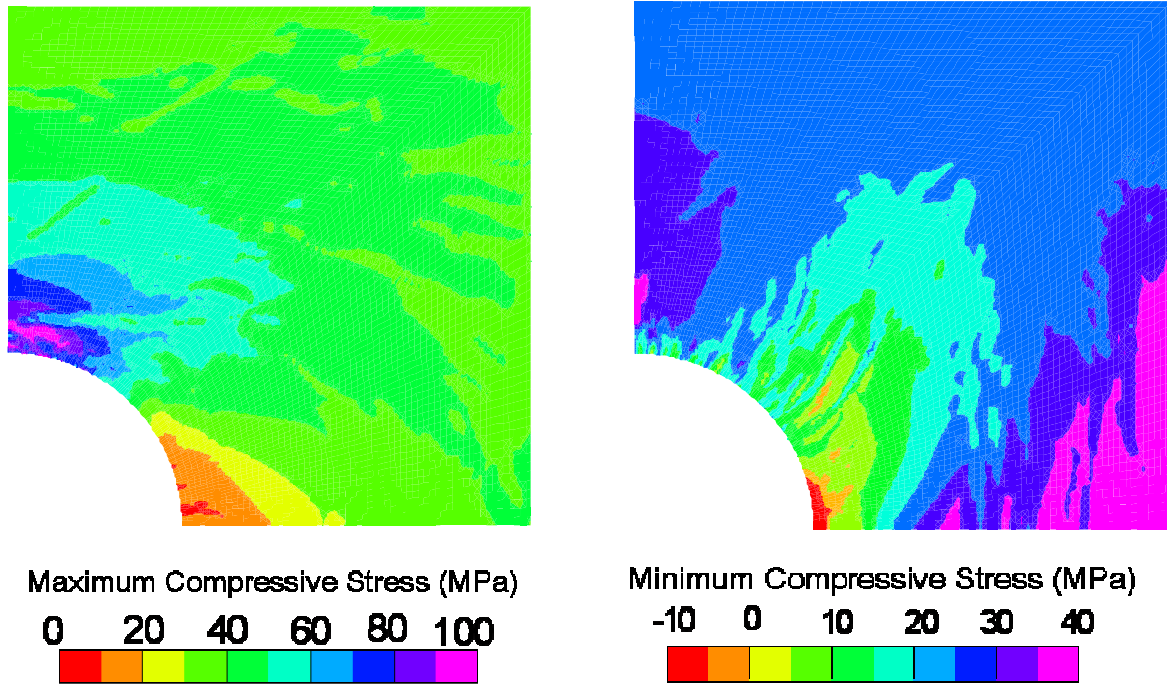 Maximum Compressive Stress (MPa)
0 20 40 60 80 100
Minimum Compressive Stress (MPa)
-10 0 10 20 30 40